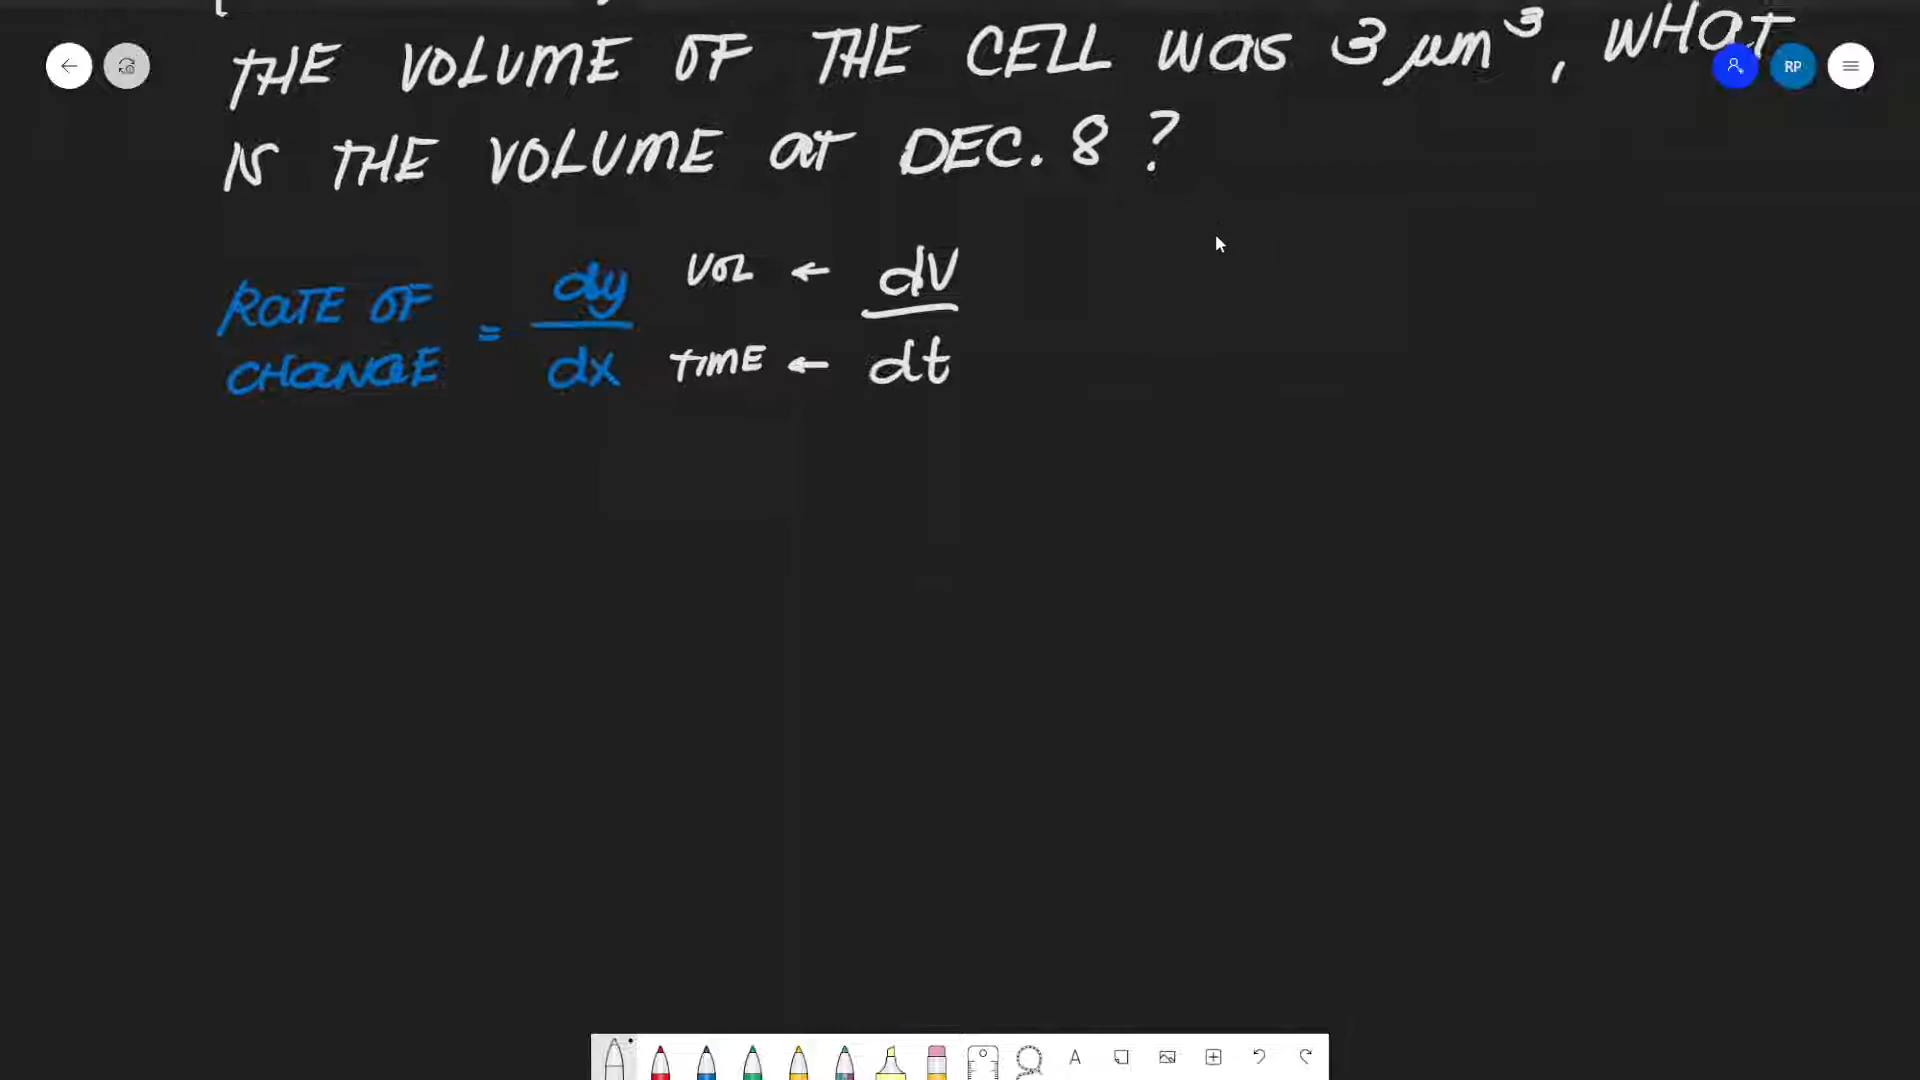 THE VOLUME OF THE CELL WAS 3 μm³, WHAT
IS THE VOLUME AT DEC. 8 ?
RATE OF CHANGE = dy/dx
VOL ← dV
TIME ← dt
RP
A